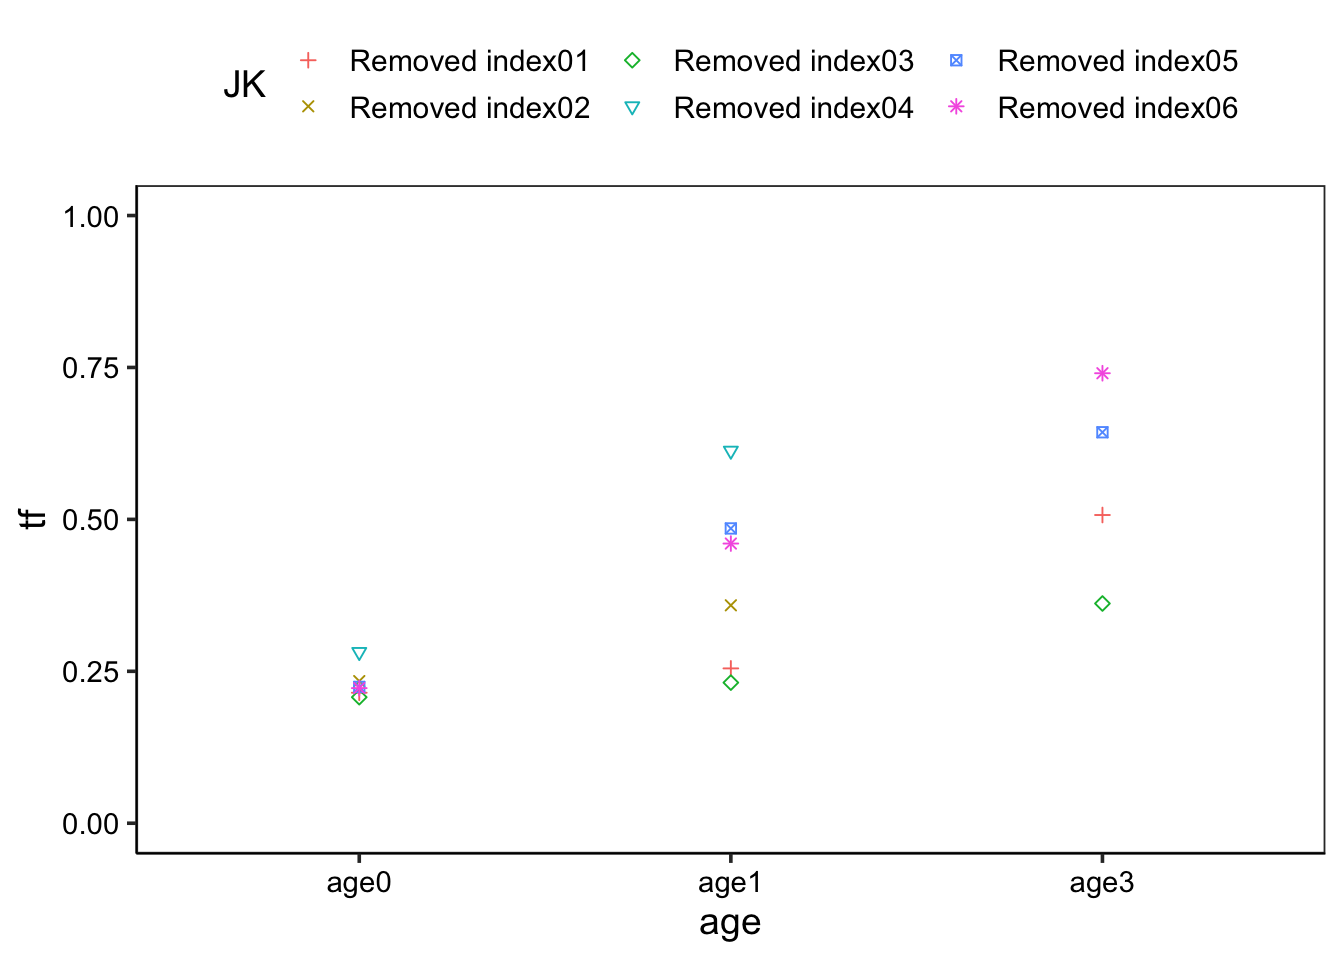 JK
Removed index01
Removed index03
Removed index05
Removed index02
Removed index04
Removed index06
1.00
0.75
0.50
0.25
0.00
tf
age0
age1
age3
age